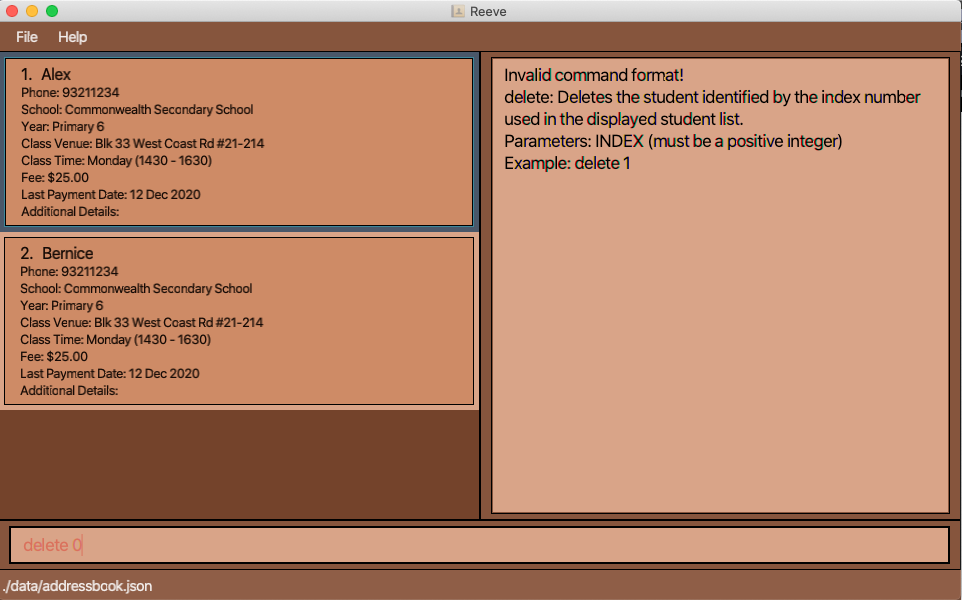 Reeve
File Help
1. Alex
Phone: 93211234
School: Commonwealth Secondary School
Year: Primary 6
Class Venue: Blk 33 West Coast Rd #21-214
Class Time: Monday (1430 - 1630)
Fee: $25.00
Last Payment Date: 12 Dec 2020
Additional Details:
2. Bernice
Phone: 93211234
School: Commonwealth Secondary School
Year: Primary 6
Class Venue: Blk 33 West Coast Rd #21-214
Class Time: Monday (1430 - 1630)
Fee: $25.00
Last Payment Date: 12 Dec 2020
Additional Details:
Invalid command format!
delete: Deletes the student identified by the index number
used in the displayed student list.
Parameters: INDEX (must be a positive integer)
Example: delete 1
delete 0
./data/addressbook.json